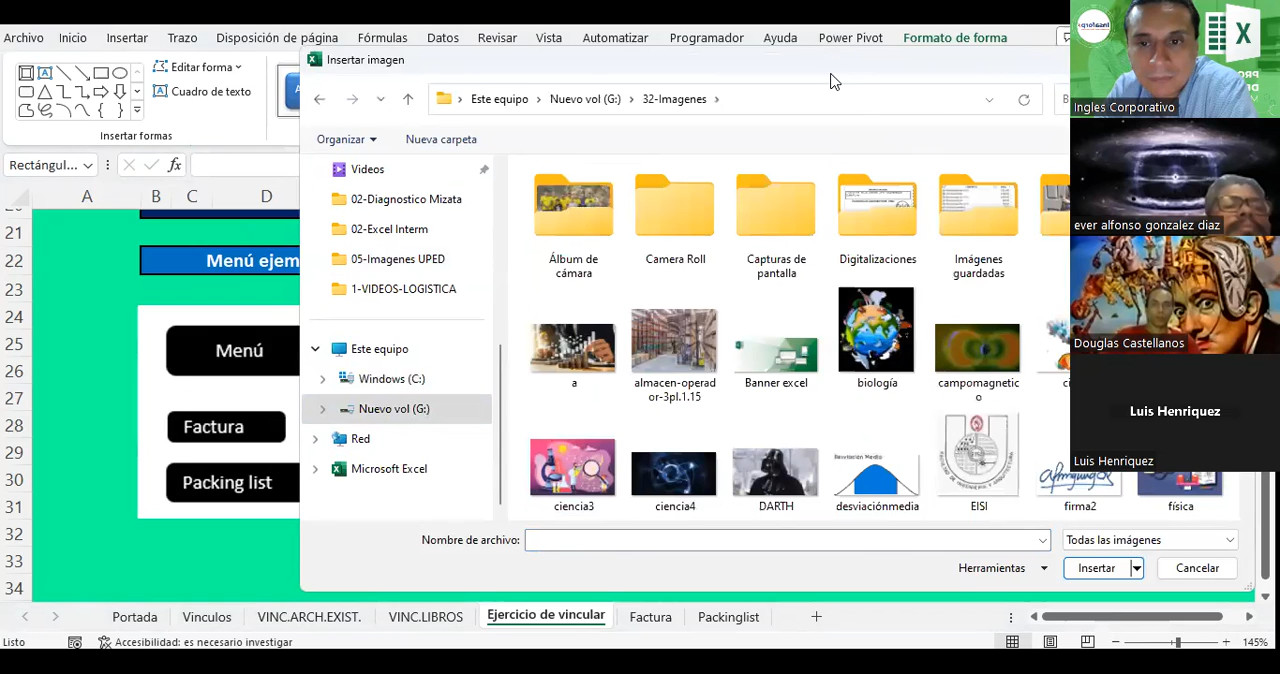 Archivo Inicio Insertar Trazo Disposición de página Fórmulas Datos Revisar Vista Automatizar Programador Ayuda Power Pivot Formato de forma
Editar forma
Cuadro de texto
Insertar formas
Insertar imagen
Este equipo > Nuevo vol (G:) > 32-Imagenes >
Organizar
Nueva carpeta
Rectángul...
fx
A B C D
21
22
23
24
25
26
27
28
29
30
31
32
33
34
Menú ejem
Menú
Factura
Packing list
Videos
02-Diagnostico Mizata
02-Excel Interm
05-Imagenes UPED
1-VIDEOS-LOGISTICA
Este equipo
Windows (C:)
Nuevo vol (G:)
Red
Microsoft Excel
Álbum de cámara
Camera Roll
Capturas de pantalla
Digitalizaciones
Imágenes guardadas
a
almacen-operador-3pl.1.15
Banner excel
biología
campomagnetico
ciencia3
ciencia4
DARTH
Desviación Media
desviaciónmedia
EISI
firma2
física
Nombre de archivo:
Todas las imágenes
Herramientas
Insertar
Cancelar
Ingles Corporativo
ever alfonso gonzalez diaz
Douglas Castellanos
Luis Henriquez
Luis Henriquez
Portada Vinculos VINC.ARCH.EXIST. VINC.LIBROS Ejercicio de vincular Factura Packinglist
Listo
Accesibilidad: es necesario investigar
145%